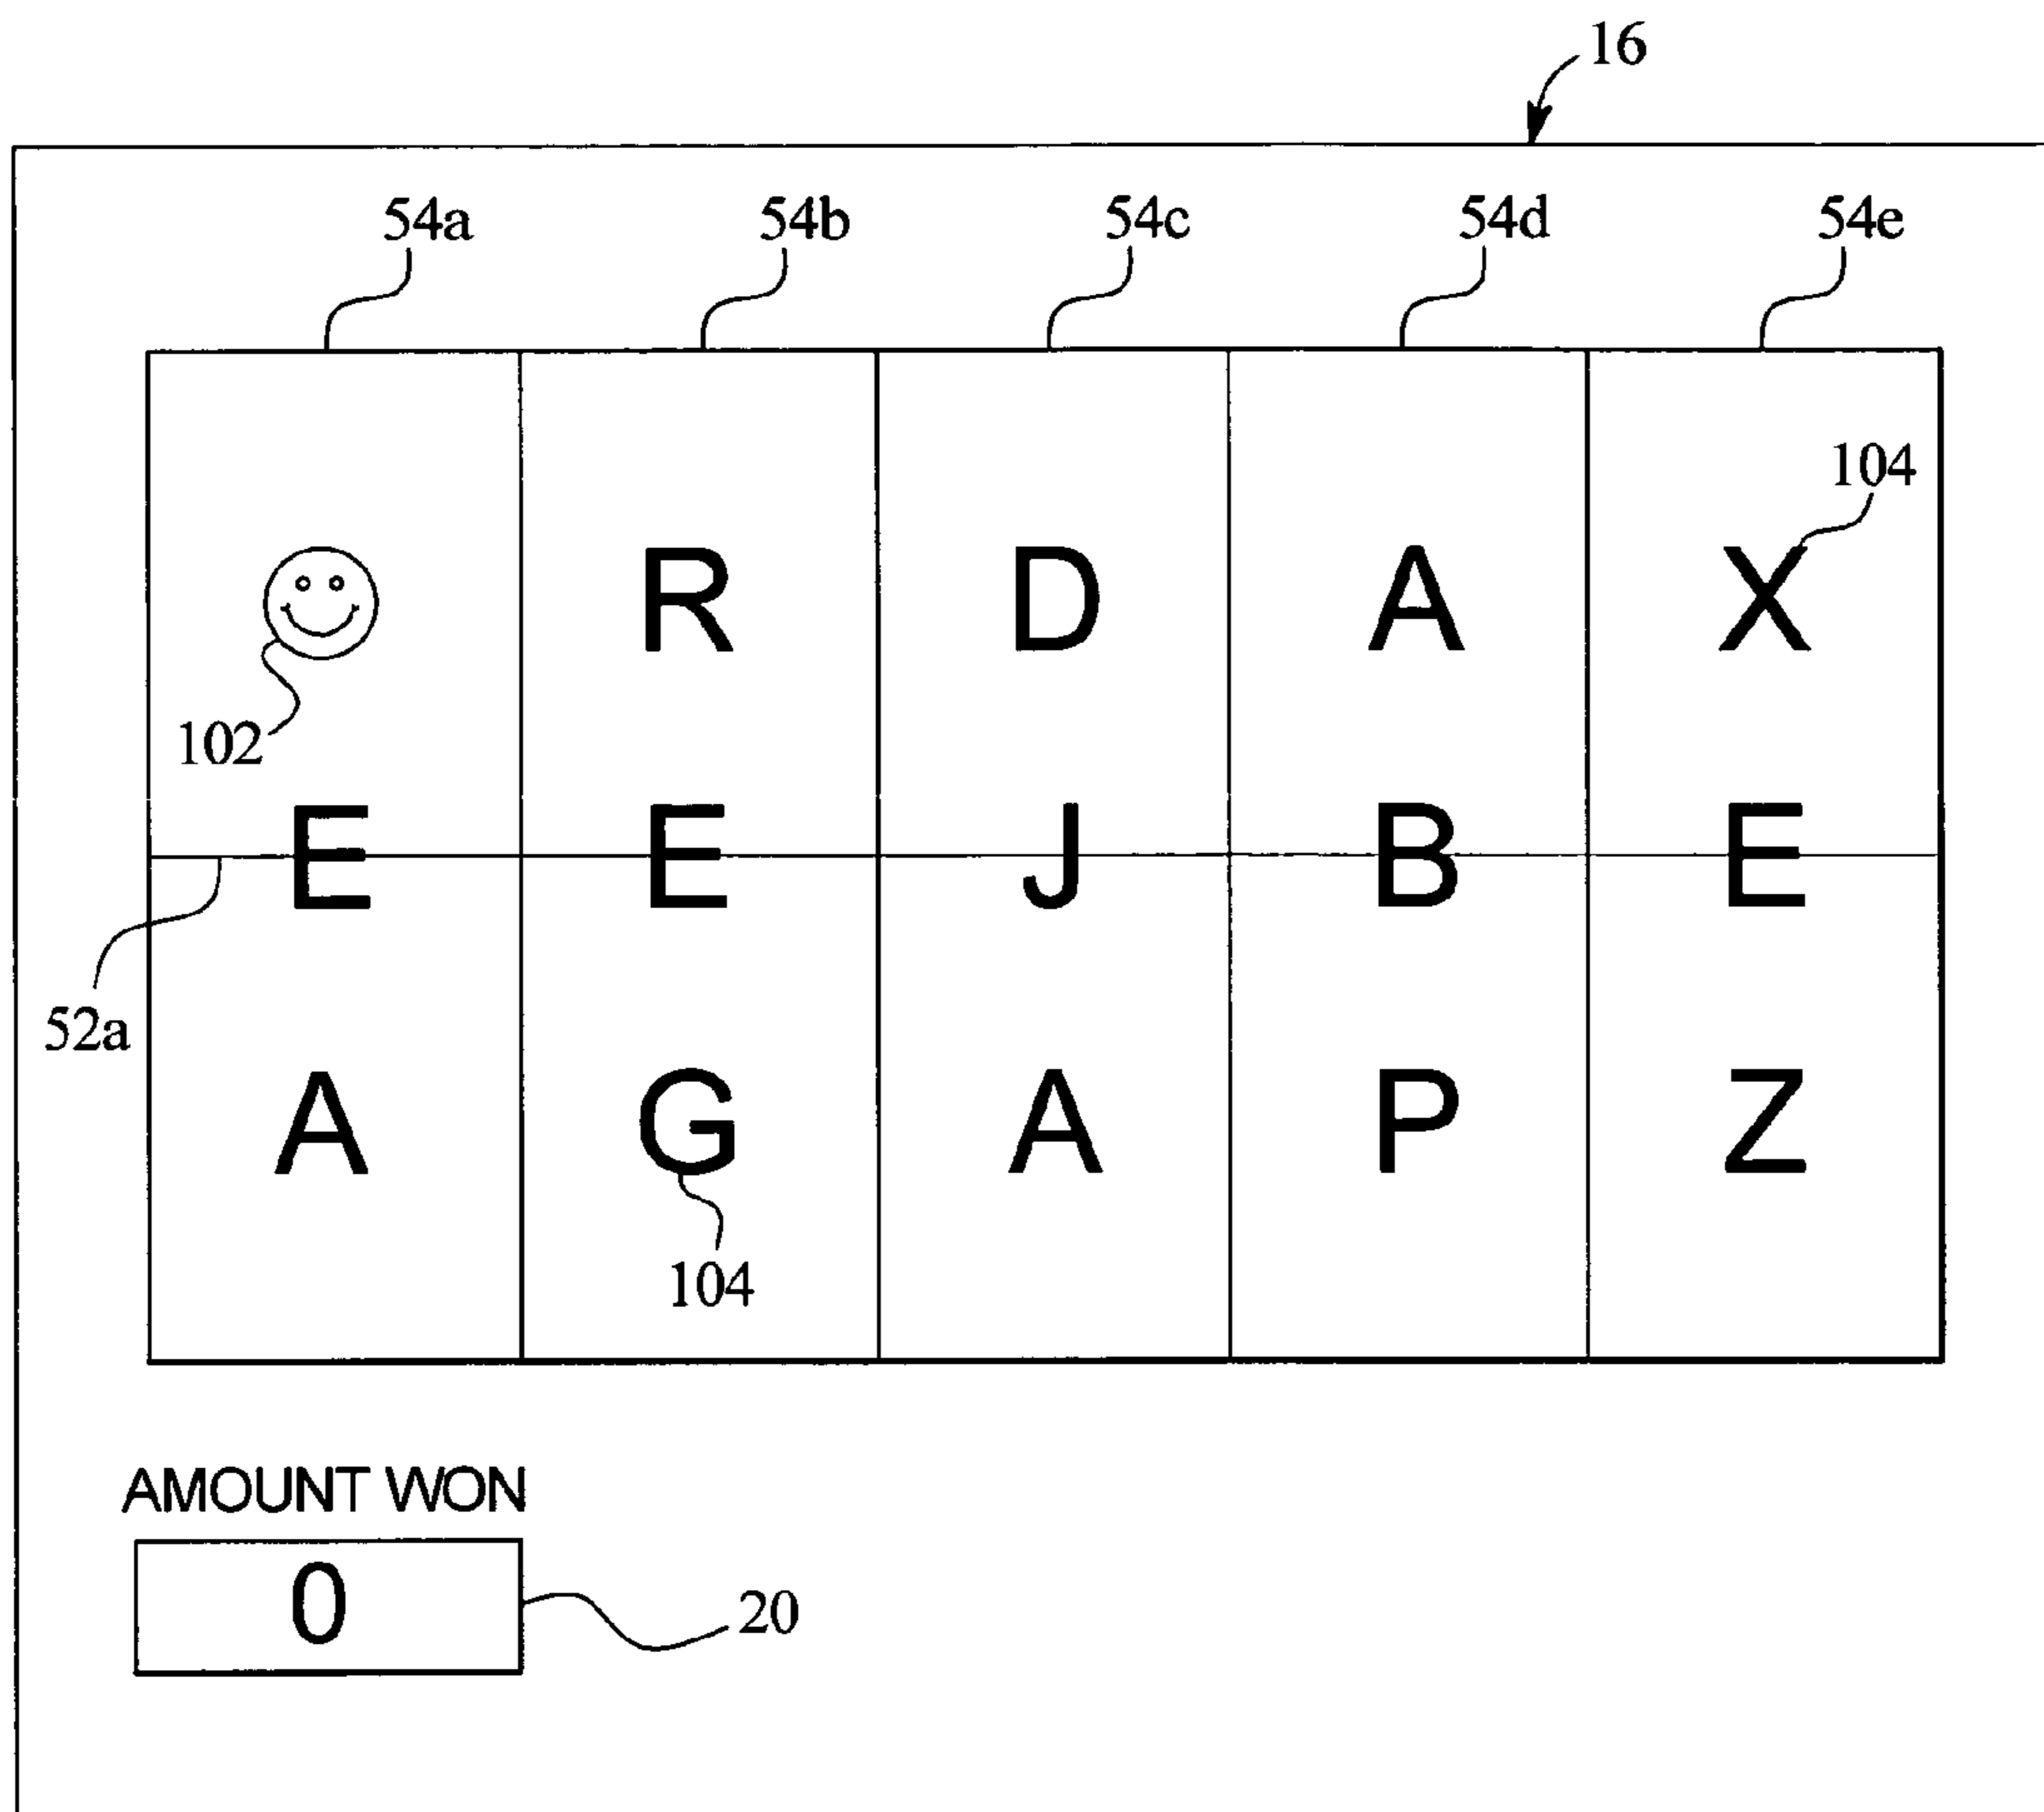 16
54a 54b 54c 54d 54e
104
R D A X
102
E E J B E
52a
A G A P Z
104
AMOUNT WON
0
20